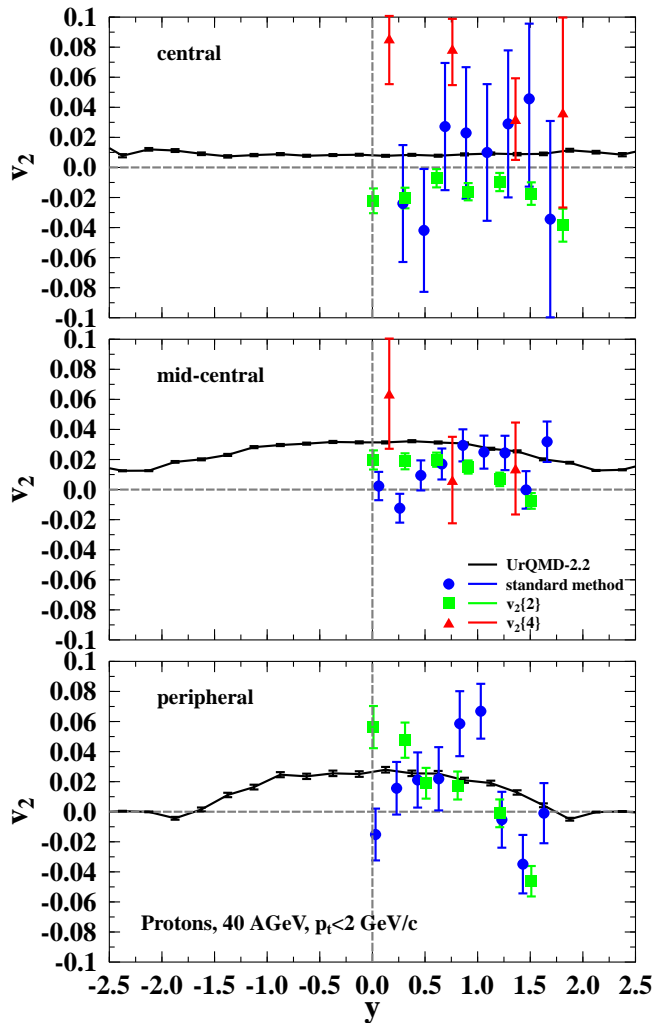 0.1
0.08
0.06
0.04
0.02
0.0
-0.02
-0.04
-0.06
-0.08
-0.1
v2
central
0.1
0.08
0.06
0.04
0.02
0.0
-0.02
-0.04
-0.06
-0.08
-0.1
v2
mid-central
UrQMD-2.2
standard method
v2{2}
v2{4}
0.1
0.08
0.06
0.04
0.02
0.0
-0.02
-0.04
-0.06
-0.08
-0.1
v2
peripheral
Protons, 40 AGeV, pt<2 GeV/c
-2.5 -2.0 -1.5 -1.0 -0.5 0.0 0.5 1.0 1.5 2.0 2.5
y